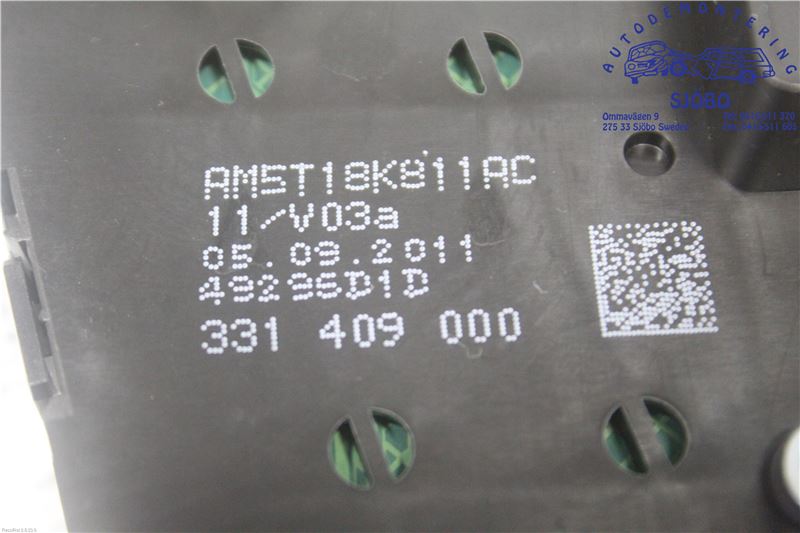 AUTODEMONTERING
SJÖBO
Ommavägen 9
275 33 Sjöbo Sweden
AM5T18K811AC
11/V03a
05.09.2011
49296D1D
331 409 000